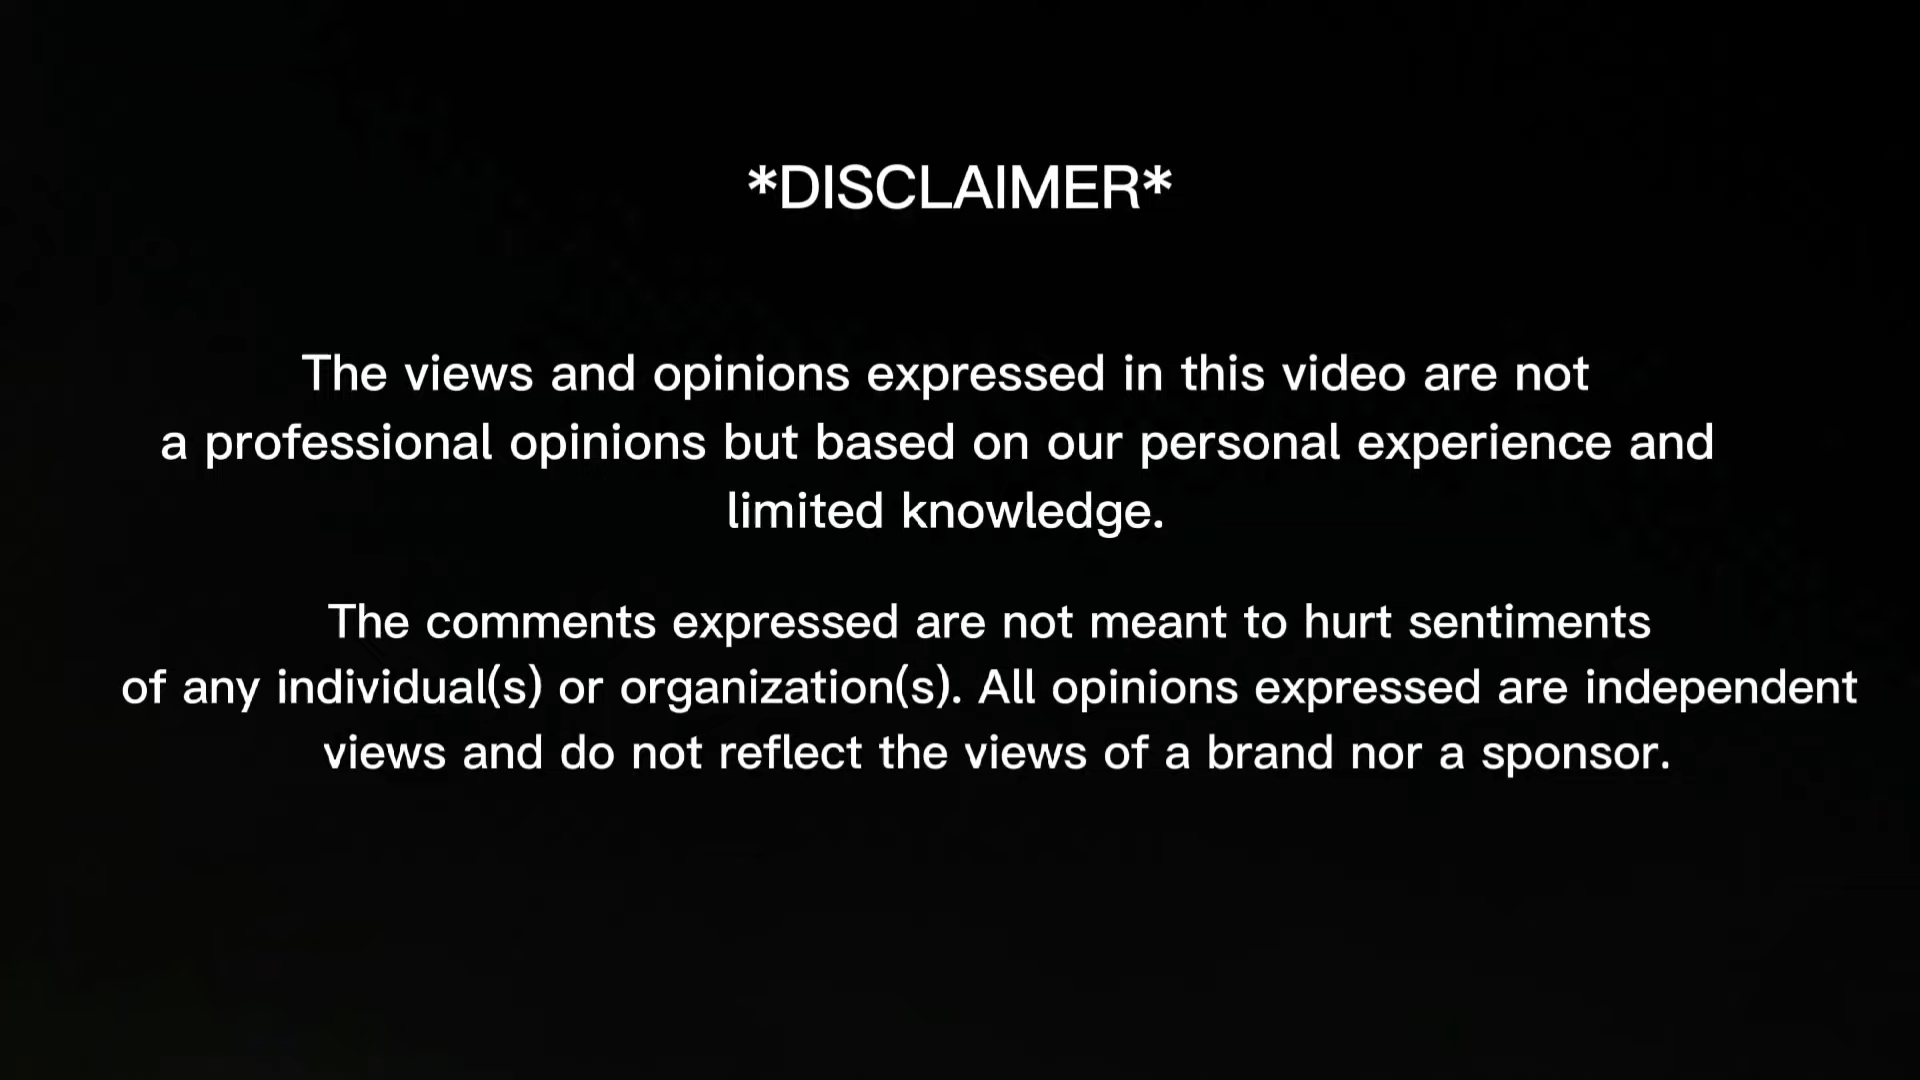 *DISCLAIMER*
The views and opinions expressed in this video are not
a professional opinions but based on our personal experience and
limited knowledge.
The comments expressed are not meant to hurt sentiments
of any individual(s) or organization(s). All opinions expressed are independent
views and do not reflect the views of a brand nor a sponsor.